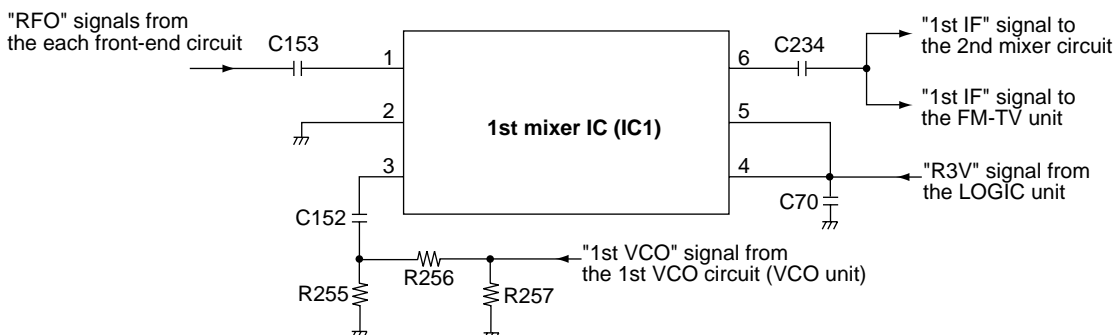 "RFO" signals from
the each front-end circuit
C153
1
2
3
1st mixer IC (IC1)
6
5
4
C234
"1st IF" signal to
the 2nd mixer circuit
"1st IF" signal to
the FM-TV unit
"R3V" signal from
the LOGIC unit
C70
C152
R256
"1st VCO" signal from
the 1st VCO circuit (VCO unit)
R255
R257